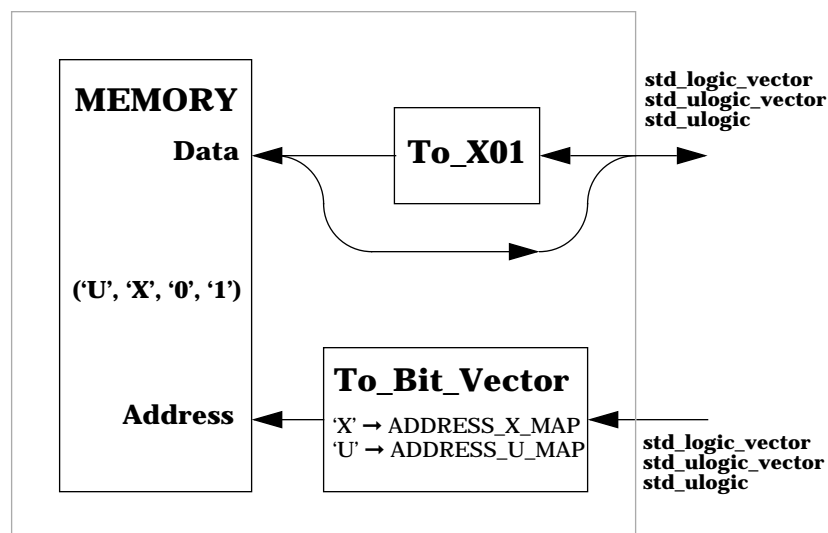 MEMORY
Data
To_X01
std_logic_vector
std_ulogic_vector
std_ulogic
(‘U’, ‘X’, ‘0’, ‘1’)
Address
To_Bit_Vector
‘X’ → ADDRESS_X_MAP
‘U’ → ADDRESS_U_MAP
std_logic_vector
std_ulogic_vector
std_ulogic